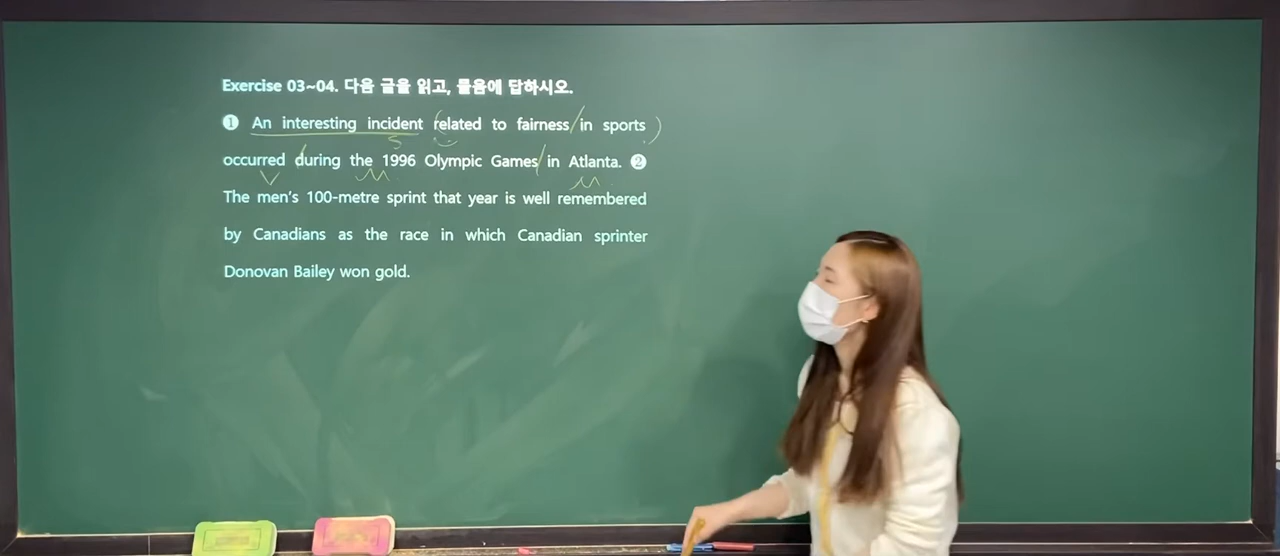 Exercise 03~04. 다음 글을 읽고, 물음에 답하시오.
❶ An interesting incident related to fairness in sports
occurred during the 1996 Olympic Games in Atlanta. ❷
The men's 100-metre sprint that year is well remembered
by Canadians as the race in which Canadian sprinter
Donovan Bailey won gold.